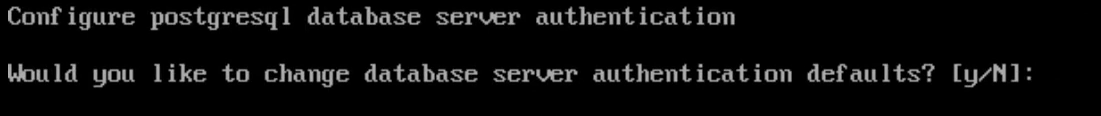 Configure postgresql database server authentication
Would you like to change database server authentication defaults? [y/N]: